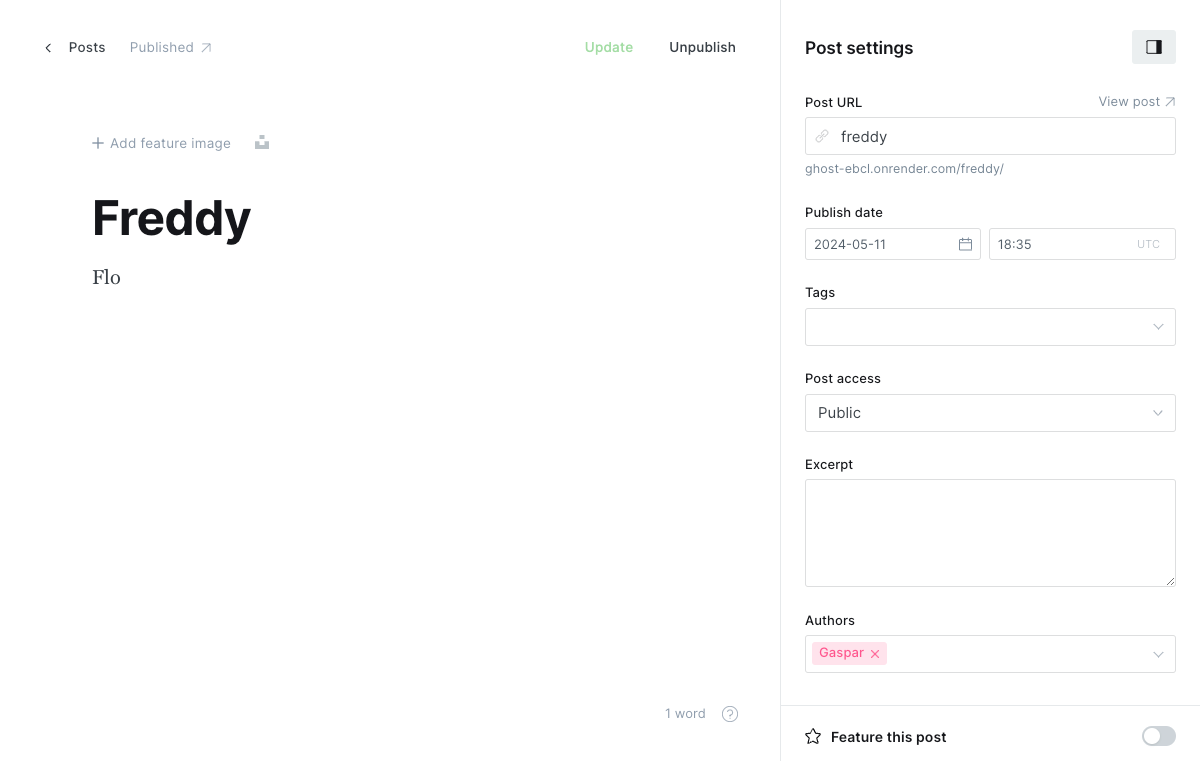 Posts Published Update Unpublish
Add feature image
Freddy
Flo
1 word ?
Post settings
Post URL View post
freddy
ghost-ebcl.onrender.com/freddy/
Publish date
2024-05-11 18:35 UTC
Tags
Post access
Public
Excerpt
Authors
Gaspar
Feature this post